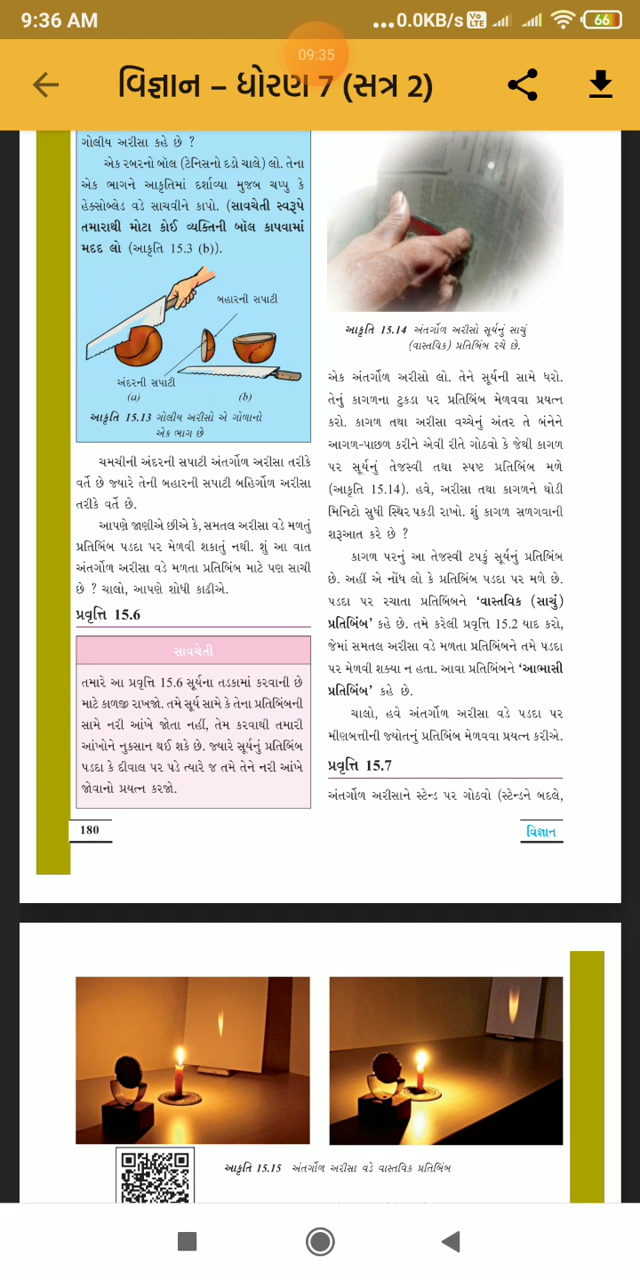 9:36 AM
...0.0KB/s Vo LTE 66
09:35
વિજ્ઞાન – ધોરણ 7 (સત્ર 2)
ગોલીય અરીસા કહે છે ?
એક રબરનો બૉલ (ટેનિસનો દડો ચાલે) લો. તેના
એક ભાગને આકૃતિમાં દર્શાવ્યા મુજબ ચપ્પુ કે
હેક્સોબ્લેડ વડે સાચવીને કાપો. (સાવચેતી સ્વરૂપે
તમારાથી મોટા કોઈ વ્યક્તિની બૉલ કાપવામાં
મદદ લો (આકૃતિ 15.3 (b)).
બહારની સપાટી
અંદરની સપાટી
(a)
(b)
આકૃતિ 15.13 ગોલીય અરીસો એ ગોળાનો
એક ભાગ છે
ચમચીની અંદરની સપાટી અંતર્ગોળ અરીસા તરીકે
વર્તે છે જ્યારે તેની બહારની સપાટી બહિર્ગોળ અરીસા
તરીકે વર્તે છે.
આપણે જાણીએ છીએ કે, સમતલ અરીસા વડે મળતું
પ્રતિબિંબ પડદા પર મેળવી શકાતું નથી. શું આ વાત
અંતર્ગોળ અરીસા વડે મળતા પ્રતિબિંબ માટે પણ સાચી
છે ? ચાલો, આપણે શોધી કાઢીએ.
પ્રવૃત્તિ 15.6
સાવચેતી
તમારે આ પ્રવૃત્તિ 15.6 સૂર્યના તડકામાં કરવાની છે
માટે કાળજી રાખજો. તમે સૂર્ય સામે કે તેના પ્રતિબિંબની
સામે નરી આંખે જોતા નહીં, તેમ કરવાથી તમારી
આંખોને નુકસાન થઈ શકે છે. જ્યારે સૂર્યનું પ્રતિબિંબ
પડદા કે દીવાલ પર પડે ત્યારે જ તમે તેને નરી આંખે
જોવાનો પ્રયત્ન કરજો.
180
આકૃતિ 15.14 અંતર્ગોળ અરીસો સૂર્યનું સાચું
(વાસ્તવિક) પ્રતિબિંબ રચે છે.
એક અંતર્ગોળ અરીસો લો. તેને સૂર્યની સામે ધરો.
તેનું કાગળના ટુકડા પર પ્રતિબિંબ મેળવવા પ્રયત્ન
કરો. કાગળ તથા અરીસા વચ્ચેનું અંતર તે બંનેને
આગળ-પાછળ કરીને એવી રીતે ગોઠવો કે જેથી કાગળ
પર સૂર્યનું તેજસ્વી તથા સ્પષ્ટ પ્રતિબિંબ મળે
(આકૃતિ 15.14). હવે, અરીસા તથા કાગળને થોડી
મિનિટો સુધી સ્થિર પકડી રાખો. શું કાગળ સળગવાની
શરૂઆત કરે છે ?
કાગળ પરનું આ તેજસ્વી ટપકું સૂર્યનું પ્રતિબિંબ
છે. અહીં એ નોંધ લો કે પ્રતિબિંબ પડદા પર મળે છે.
પડદા પર રચાતા પ્રતિબિંબને ‘વાસ્તવિક (સાચું)
પ્રતિબિંબ’ કહે છે. તમે કરેલી પ્રવૃત્તિ 15.2 યાદ કરો,
જેમાં સમતલ અરીસા વડે મળતા પ્રતિબિંબને તમે પડદા
પર મેળવી શક્યા ન હતા. આવા પ્રતિબિંબને ‘આભાસી
પ્રતિબિંબ’ કહે છે.
ચાલો, હવે અંતર્ગોળ અરીસા વડે પડદા પર
મીણબત્તીની જ્યોતનું પ્રતિબિંબ મેળવવા પ્રયત્ન કરીએ.
પ્રવૃત્તિ 15.7
અંતર્ગોળ અરીસાને સ્ટેન્ડ પર ગોઠવો (સ્ટેન્ડને બદલે,
વિજ્ઞાન
આકૃતિ 15.15 અંતર્ગોળ અરીસા વડે વાસ્તવિક પ્રતિબિંબ